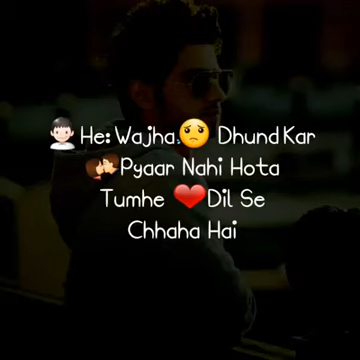 👦🏻He: Wajha😟 Dhund Kar
💏Pyaar Nahi Hota
Tumhe ❤️Dil Se
Chhaha Hai